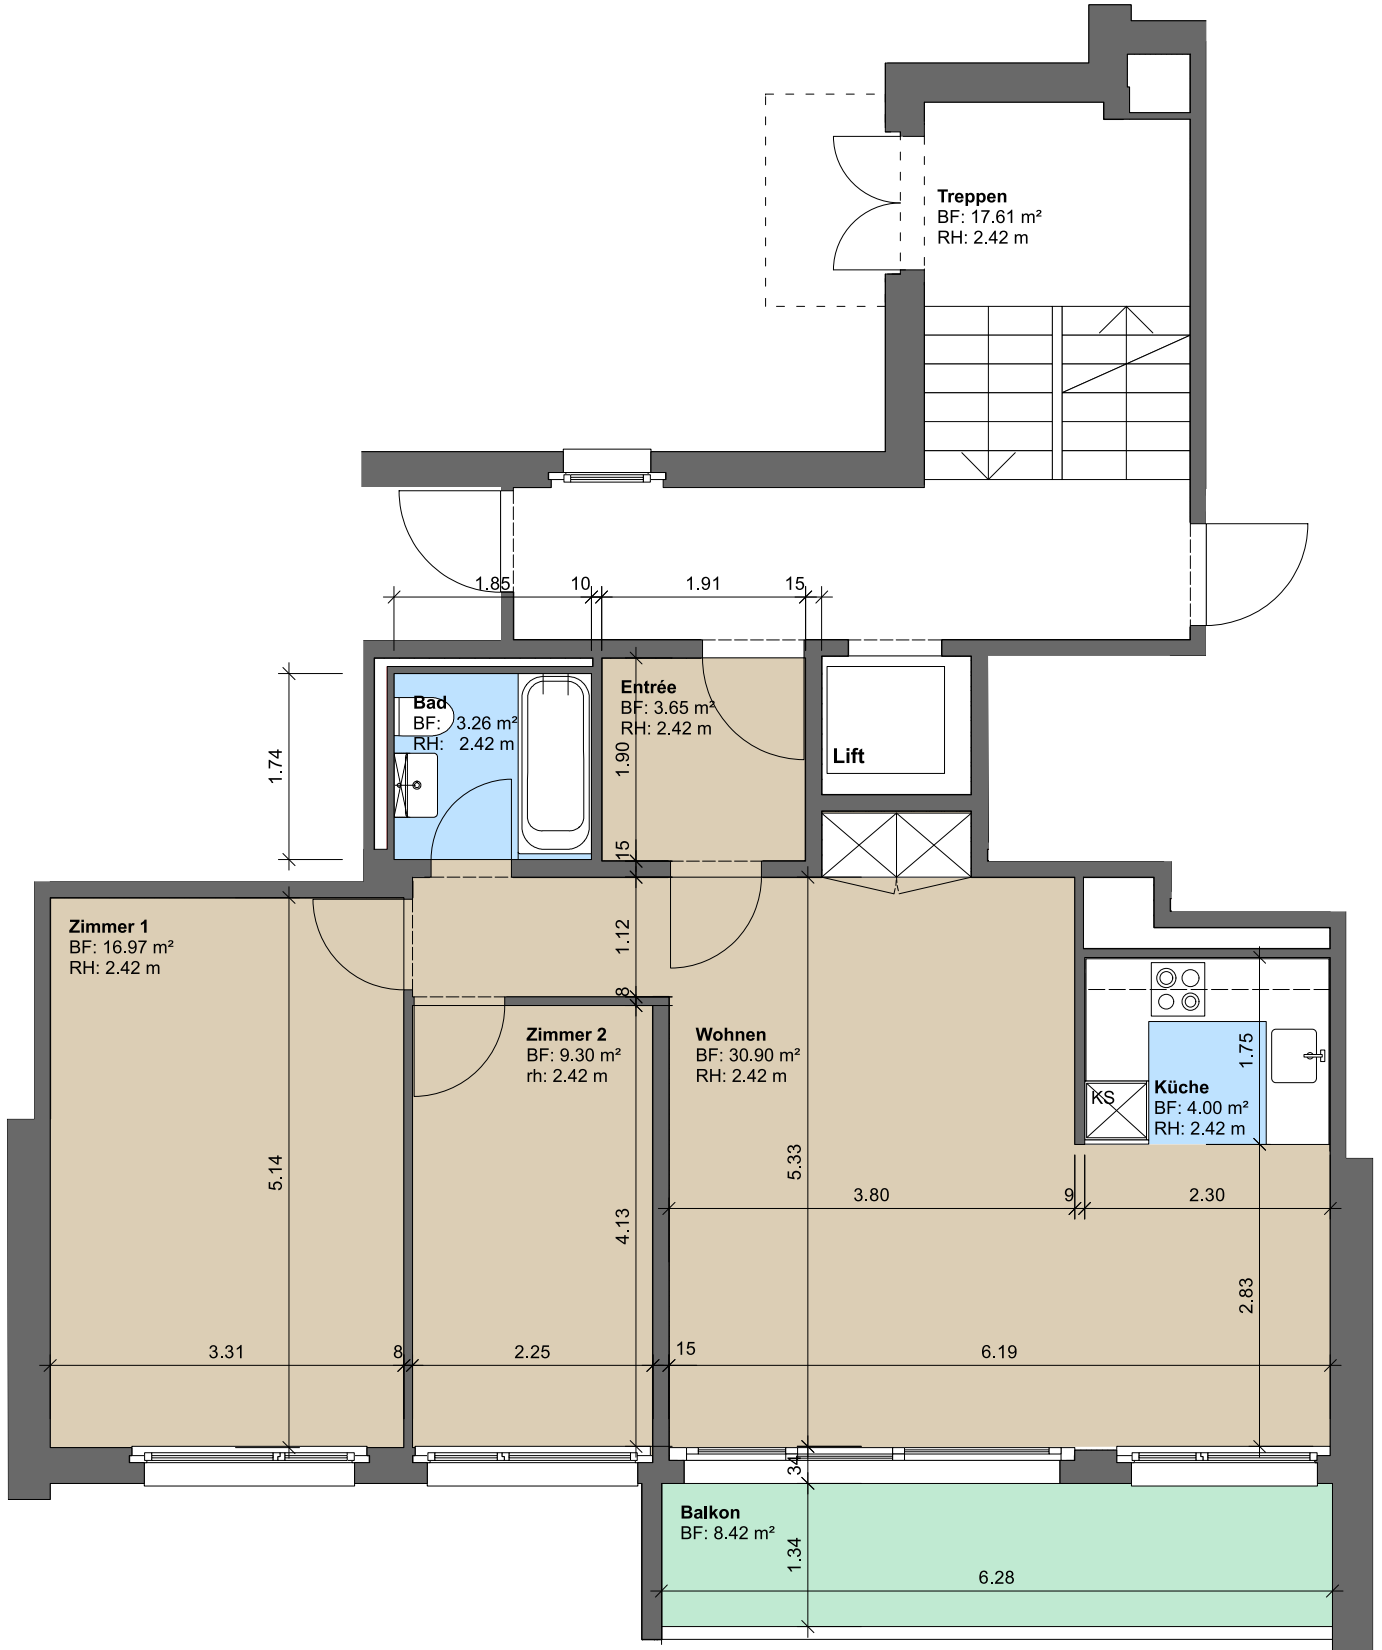 Treppen
BF: 17.61 m²
RH: 2.42 m
1.85
10
1.91
15
Entrée
BF: 3.65 m²
RH: 2.42 m
Bad
BF: 3.26 m²
RH: 2.42 m
Lift
1.74
1.90
15
Zimmer 1
BF: 16.97 m²
RH: 2.42 m
1.12
8
Zimmer 2
BF: 9.30 m²
rh: 2.42 m
Wohnen
BF: 30.90 m²
RH: 2.42 m
1.75
KS
Küche
BF: 4.00 m²
RH: 2.42 m
5.14
5.33
4.13
3.80
9
2.30
2.83
3.31
8
2.25
15
6.19
34
Balkon
BF: 8.42 m²
1.34
6.28